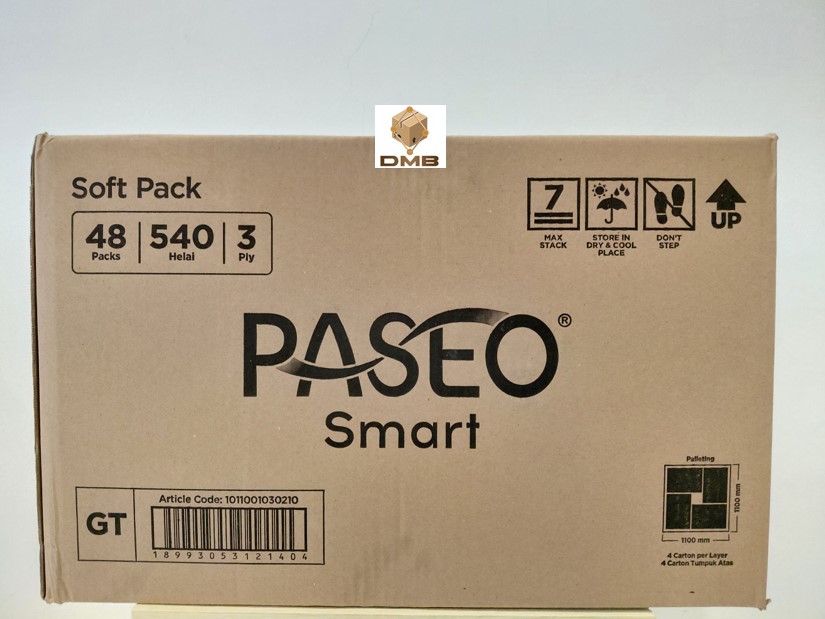 DMB
Soft Pack
48 Packs | 540 Helai | 3 Ply
7
MAX
STACK
STORE IN
DRY & COOL
PLACE
DON'T
STEP
UP
PASEO®
Smart
GT
Article Code: 1011001030210
18993053121404
Palleting
1100 mm
1100 mm
4 Carton per Layer
4 Carton Tumpuk Atas